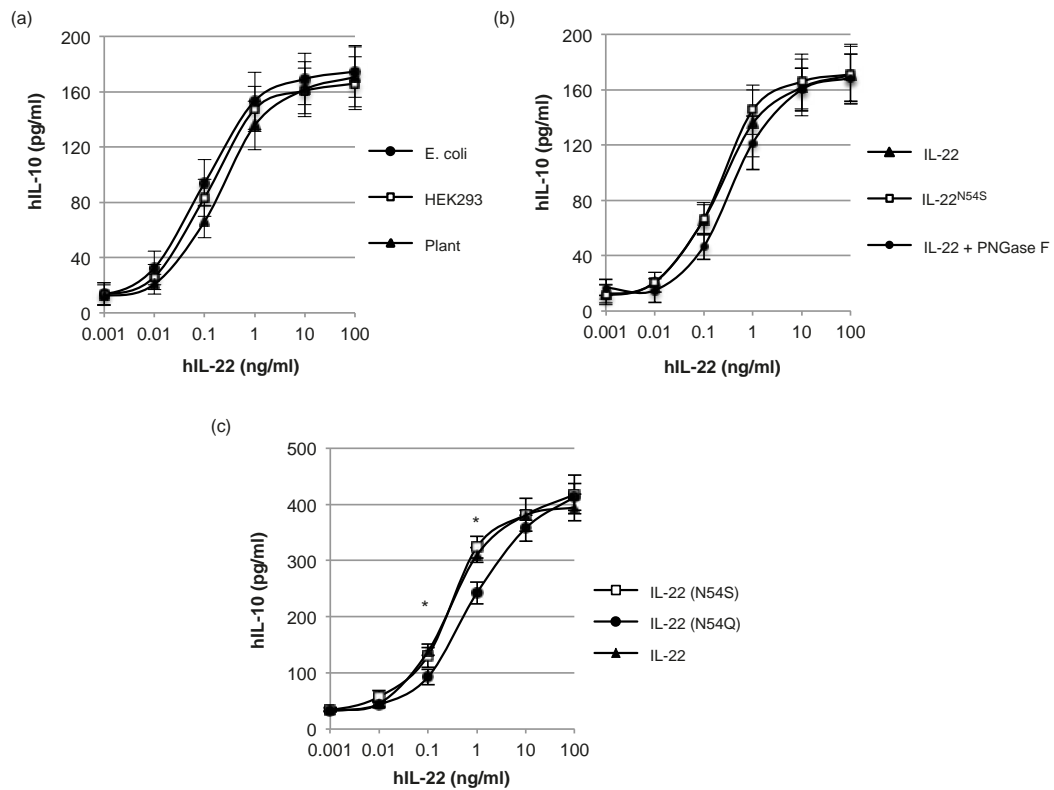 (a)
200
160
120
80
40
0
hIL-10 (pg/ml)
0.001 0.01 0.1 1 10 100
hIL-22 (ng/ml)
E. coli
HEK293
Plant
(b)
200
160
120
80
40
0
hIL-10 (pg/ml)
0.001 0.01 0.1 1 10 100
hIL-22 (ng/ml)
IL-22
IL-22N54S
IL-22 + PNGase F
(c)
500
400
300
200
100
0
hIL-10 (pg/ml)
* *
0.001 0.01 0.1 1 10 100
hIL-22 (ng/ml)
IL-22 (N54S)
IL-22 (N54Q)
IL-22